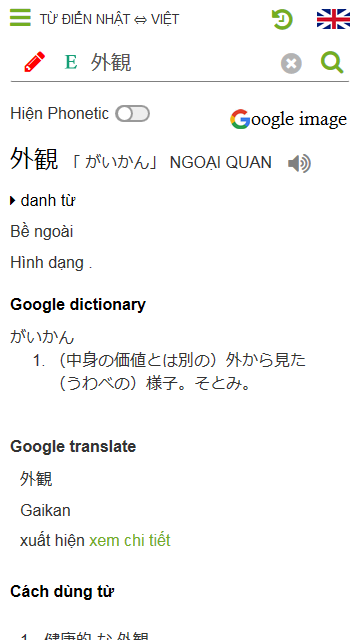 TỪ ĐIỂN NHẬT ⇔ VIỆT
E 外観
Hiện Phonetic
Google image
外観 「 がいかん」 NGOẠI QUAN
danh từ
Bề ngoài
Hình dạng .
Google dictionary
がいかん
1. （中身の価値とは別の）外から見た
（うわべの）様子。そとみ。
Google translate
外観
Gaikan
xuất hiện xem chi tiết
Cách dùng từ
1. 健康的 な 外観